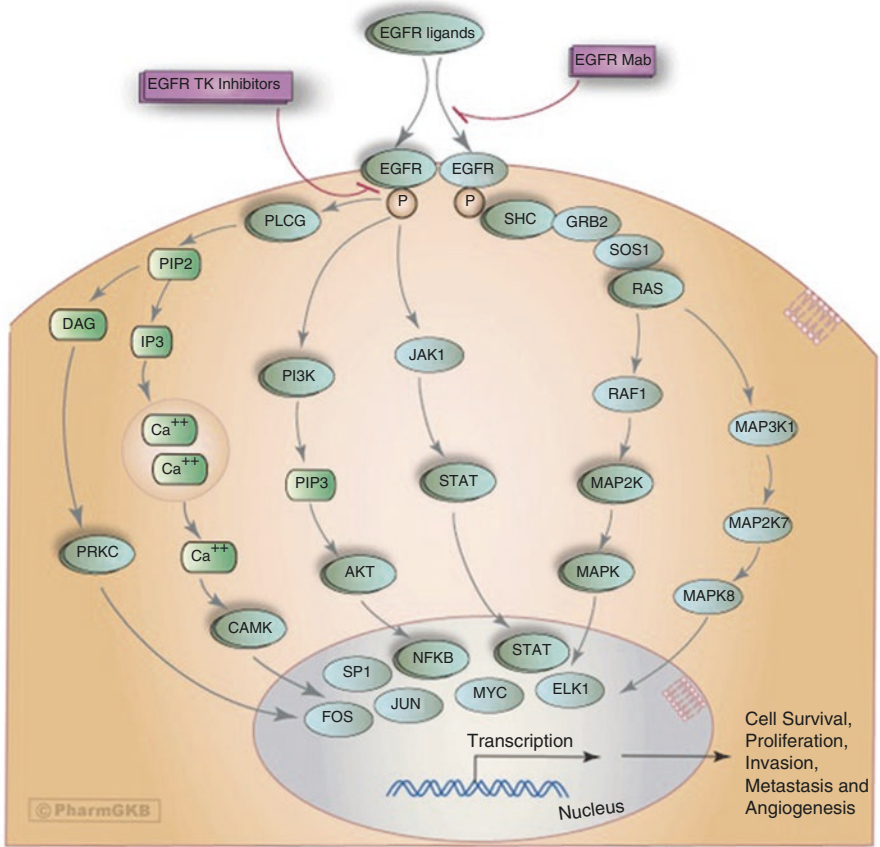 EGFR ligands
EGFR Mab
EGFR TK Inhibitors
EGFR
EGFR
P
P
PLCG
SHC
GRB2
SOS1
RAS
PIP2
DAG
IP3
JAK1
PI3K
RAF1
MAP3K1
Ca++
Ca++
PIP3
STAT
MAP2K
MAP2K7
PRKC
Ca++
AKT
MAPK
MAPK8
CAMK
SP1
NFKB
STAT
FOS
JUN
MYC
ELK1
Transcription
Nucleus
Cell Survival,
Proliferation,
Invasion,
Metastasis and
Angiogenesis
©PharmGKB